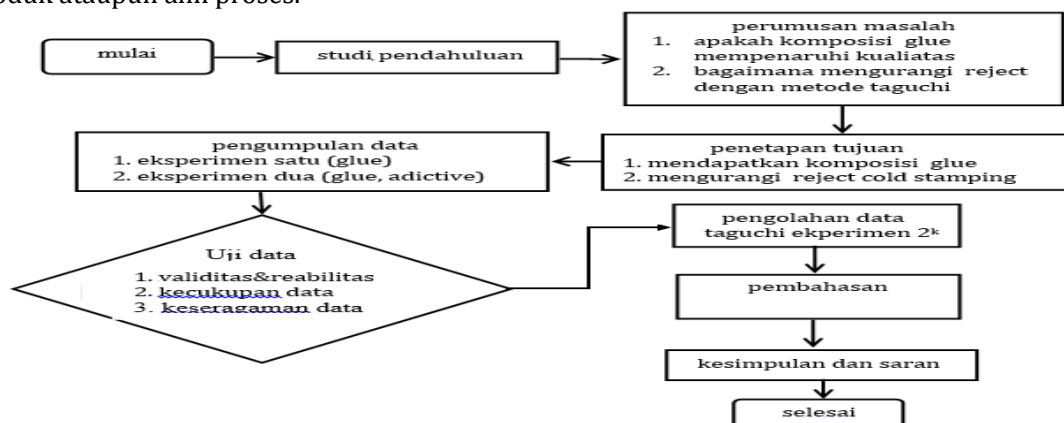 mulai
studi pendahuluan
perumusan masalah
1. apakah komposisi glue
mempenaruhi kualiatas
2. bagaimana mengurangi reject
dengan metode taguchi
penetapan tujuan
1. mendapatkan komposisi glue
2. mengurangi reject cold stamping
pengumpulan data
1. eksperimen satu (glue)
2. eksperimen dua (glue, adictive)
Uji data
1. validitas&reabilitas
2. kecukupan data
3. keseragaman data
pengolahan data
taguchi ekperimen 2ᵏ
pembahasan
kesimpulan dan saran
selesai